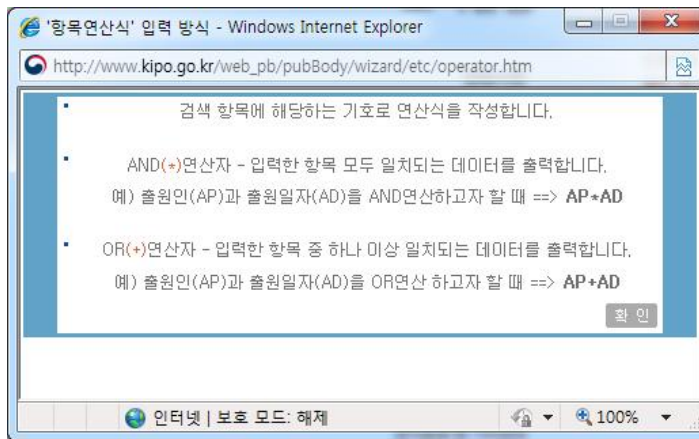 '항목연산식' 입력 방식 - Windows Internet Explorer
http://www.kipo.go.kr/web_pb/pubBody/wizard/etc/operator.htm
검색 항목에 해당하는 기호로 연산식을 작성합니다.
AND(*)연산자 - 입력한 항목 모두 일치되는 데이터를 출력합니다.
예) 출원인(AP)과 출원일자(AD)을 AND연산하고자 할 때 ==> AP*AD
OR(+)연산자 - 입력한 항목 중 하나 이상 일치되는 데이터를 출력합니다.
예) 출원인(AP)과 출원일자(AD)을 OR연산 하고자 할 때 ==> AP+AD
확 인
인터넷 | 보호 모드: 해제
100%